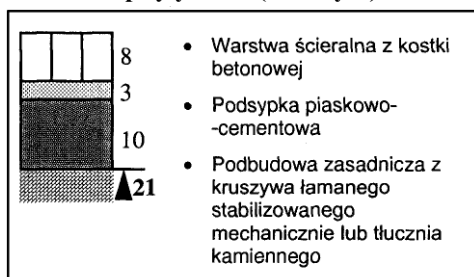 8
3
10
21
• Warstwa ścieralna z kostki
betonowej
• Podsypka piaskowo-
-cementowa
• Podbudowa zasadnicza z
kruszywa łamanego
stabilizowanego
mechanicznie lub tłucznia
kamiennego